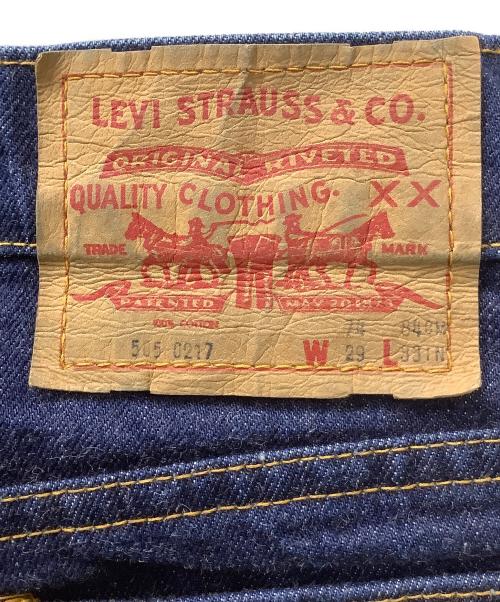 LEVI STRAUSS & CO.
ORIGINAL RIVETED
QUALITY CLOTHING. XX
TRADE MARK
PATENTED MAY 20 1873
100% COTTON
505 0217 W 29 L